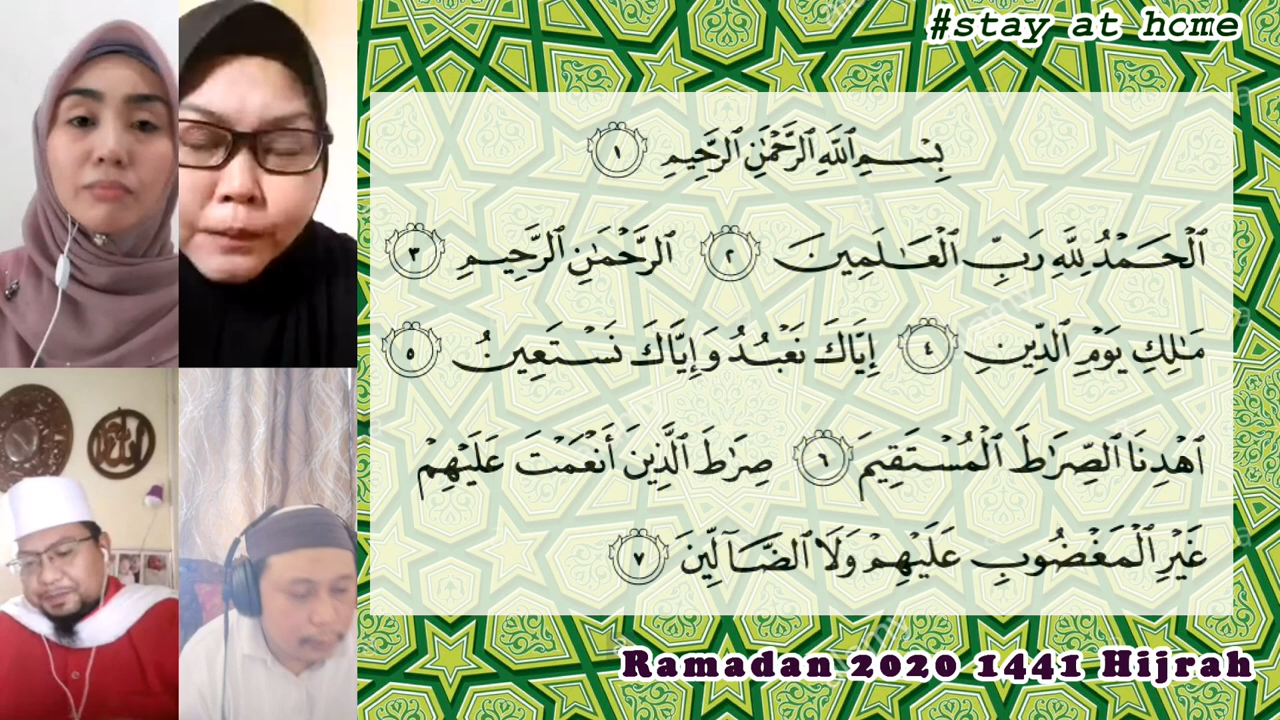 #stay at home
بِسْمِ ٱللَّهِ ٱلرَّحْمَٰنِ ٱلرَّحِيمِ ١
ٱلْحَمْدُ لِلَّهِ رَبِّ ٱلْعَٰلَمِينَ ٢ ٱلرَّحْمَٰنِ ٱلرَّحِيمِ ٣
مَٰلِكِ يَوْمِ ٱلدِّينِ ٤ إِيَّاكَ نَعْبُدُ وَإِيَّاكَ نَسْتَعِينُ ٥
ٱهْدِنَا ٱلصِّرَٰطَ ٱلْمُسْتَقِيمَ ٦ صِرَٰطَ ٱلَّذِينَ أَنْعَمْتَ عَلَيْهِمْ
غَيْرِ ٱلْمَغْضُوبِ عَلَيْهِمْ وَلَا ٱلضَّآلِّينَ ٧
Ramadan 2020 1441 Hijrah